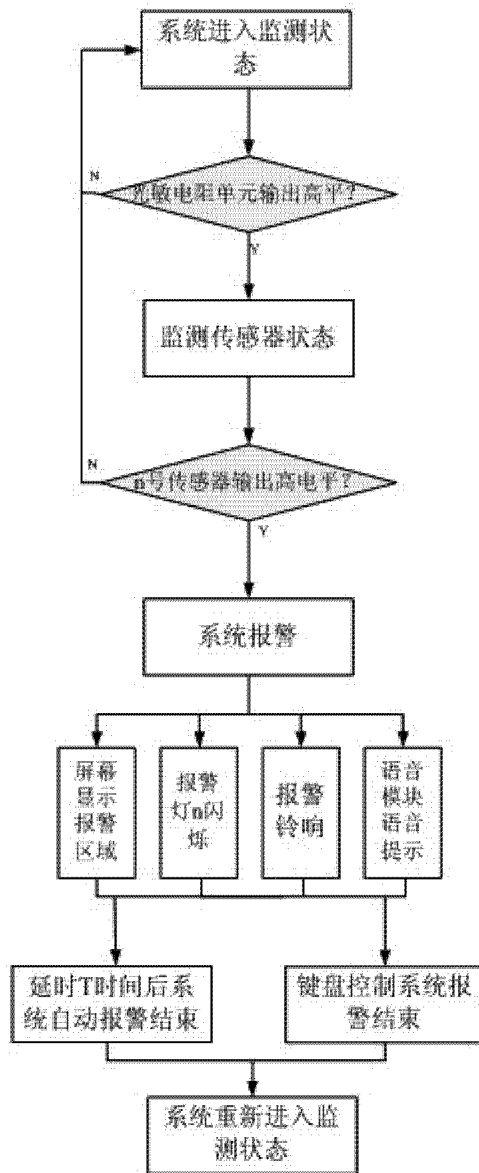 系统进入监测状
态
N
光敏电阻单元输出高平？
Y
监测传感器状态
N
n号传感器输出高电平？
Y
系统报警
屏幕
显示
报警
区域
报警
灯n闪
烁
报警
铃响
语音
模块
语音
提示
延时T时间后系
统自动报警结束
键盘控制系统报
警结束
系统重新进入监
测状态